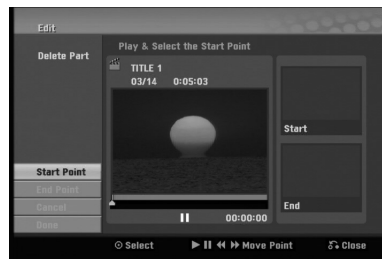 Edit
Delete Part
Play & Select the Start Point
TITLE 1
03/14 0:05:03
Start
Start Point
End Point
Cancel
Done
End
00:00:00
Select
Move Point
Close